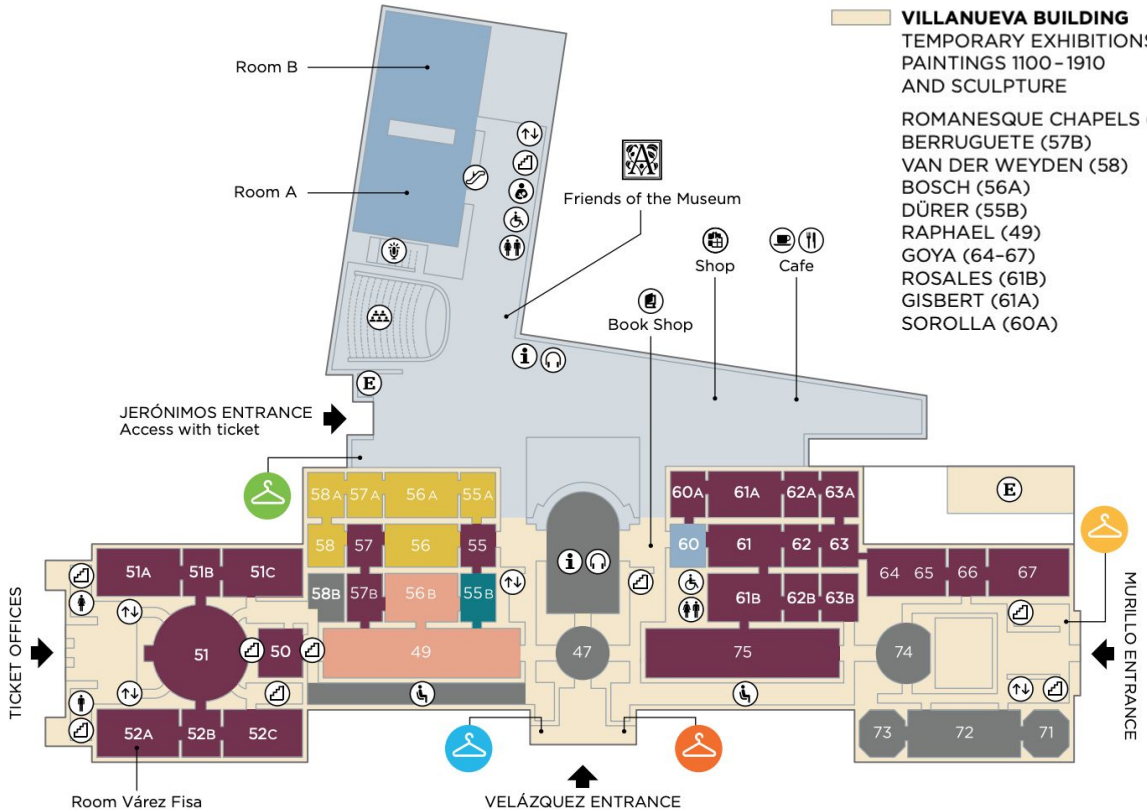 VILLANUEVA BUILDING
TEMPORARY EXHIBITIONS
PAINTINGS 1100–1910
AND SCULPTURE
ROMANESQUE CHAPELS (
BERRUGUETE (57B)
VAN DER WEYDEN (58)
BOSCH (56A)
DÜRER (55B)
RAPHAEL (49)
GOYA (64–67)
ROSALES (61B)
GISBERT (61A)
SOROLLA (60A)
Room B
Room A
A
Friends of the Museum
Shop
Cafe
Book Shop
i
E
JERÓNIMOS ENTRANCE
Access with ticket
58A 57A 56A 55A
60A 61A 62A 63A
E
58 57 56 55
60 61 62 63
51A 51B 51C
58B 57B 56B 55B
i
61B 62B 63B
64 65 66 67
51 50 49 47 75 74
52A 52B 52C
73 72 71
TICKET OFFICES
MURILLO ENTRANCE
Room Várez Fisa
VELÁZQUEZ ENTRANCE